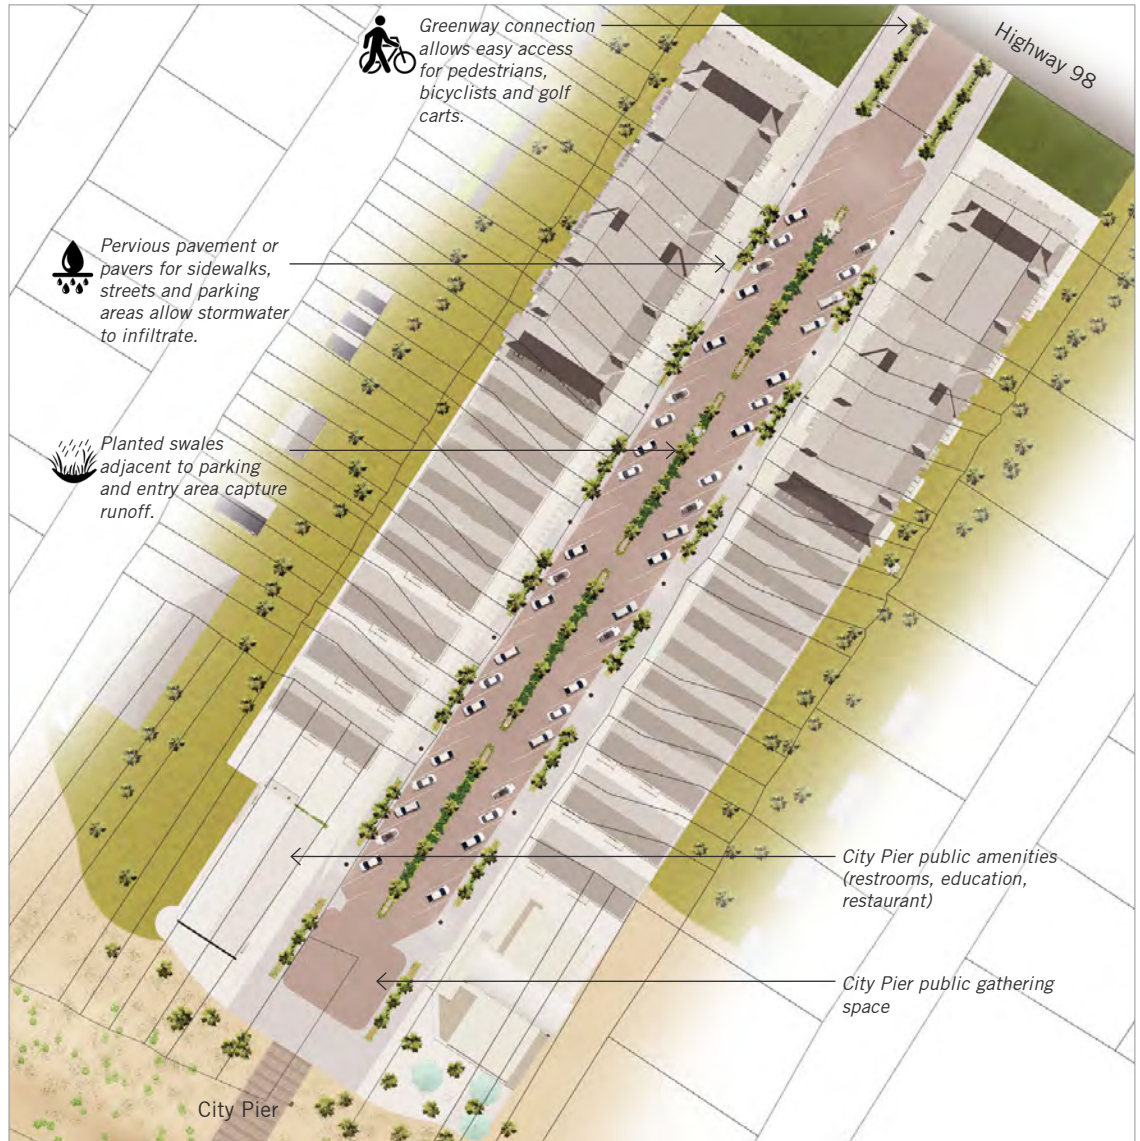 Greenway connection
allows easy access
for pedestrians,
bicyclists and golf
carts.
Highway 98
Pervious pavement or
pavers for sidewalks,
streets and parking
areas allow stormwater
to infiltrate.
Planted swales
adjacent to parking
and entry area capture
runoff.
City Pier public amenities
(restrooms, education,
restaurant)
City Pier public gathering
space
City Pier